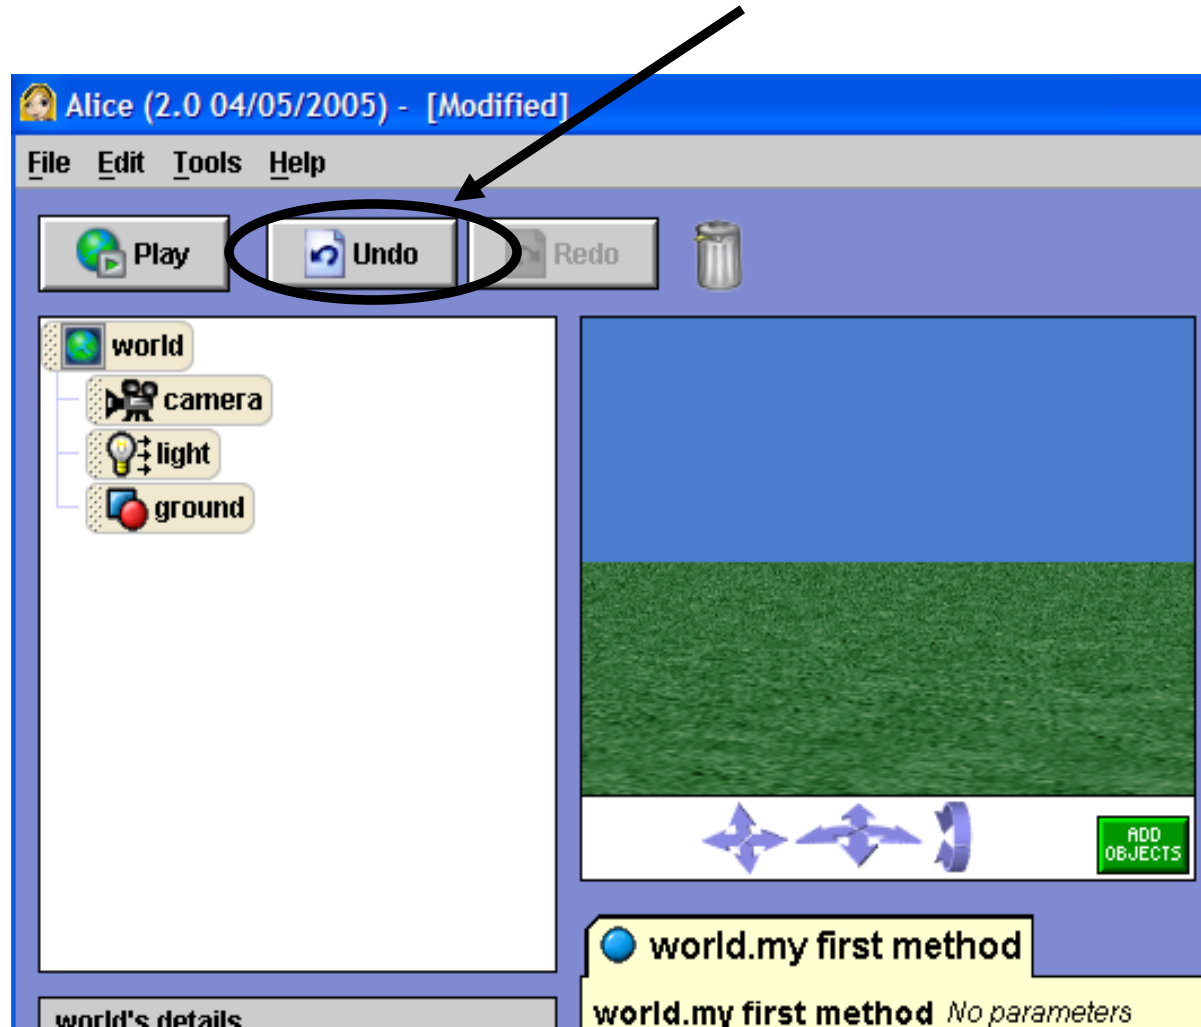 Alice (2.0 04/05/2005) - [Modified]
File Edit Tools Help
Play Undo Redo
world
camera
light
ground
ADD
OBJECTS
world.my first method
world.my first method No parameters
world's details